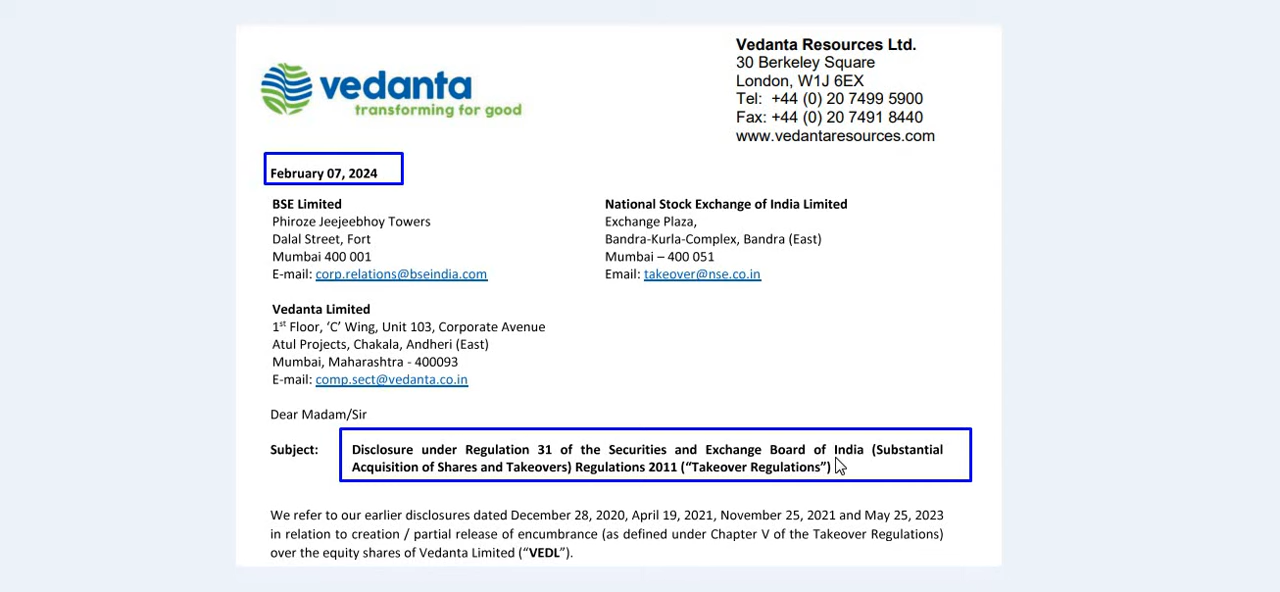 vedanta
transforming for good
Vedanta Resources Ltd.
30 Berkeley Square
London, W1J 6EX
Tel: +44 (0) 20 7499 5900
Fax: +44 (0) 20 7491 8440
www.vedantaresources.com
February 07, 2024
BSE Limited
Phiroze Jeejeebhoy Towers
Dalal Street, Fort
Mumbai 400 001
E-mail: corp.relations@bseindia.com
National Stock Exchange of India Limited
Exchange Plaza,
Bandra-Kurla-Complex, Bandra (East)
Mumbai – 400 051
Email: takeover@nse.co.in
Vedanta Limited
1st Floor, ‘C’ Wing, Unit 103, Corporate Avenue
Atul Projects, Chakala, Andheri (East)
Mumbai, Maharashtra - 400093
E-mail: comp.sect@vedanta.co.in
Dear Madam/Sir
Subject: Disclosure under Regulation 31 of the Securities and Exchange Board of India (Substantial
Acquisition of Shares and Takeovers) Regulations 2011 (“Takeover Regulations”)
We refer to our earlier disclosures dated December 28, 2020, April 19, 2021, November 25, 2021 and May 25, 2023
in relation to creation / partial release of encumbrance (as defined under Chapter V of the Takeover Regulations)
over the equity shares of Vedanta Limited (“VEDL”).